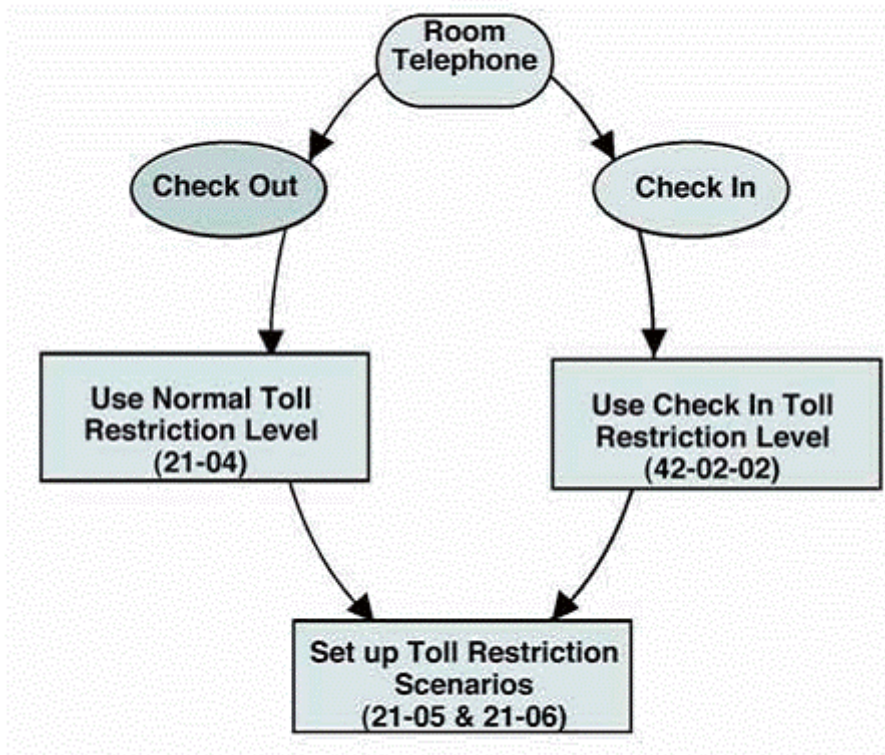 Room
Telephone
Check Out
Check In
Use Normal Toll
Restriction Level
(21-04)
Use Check In Toll
Restriction Level
(42-02-02)
Set up Toll Restriction
Scenarios
(21-05 & 21-06)